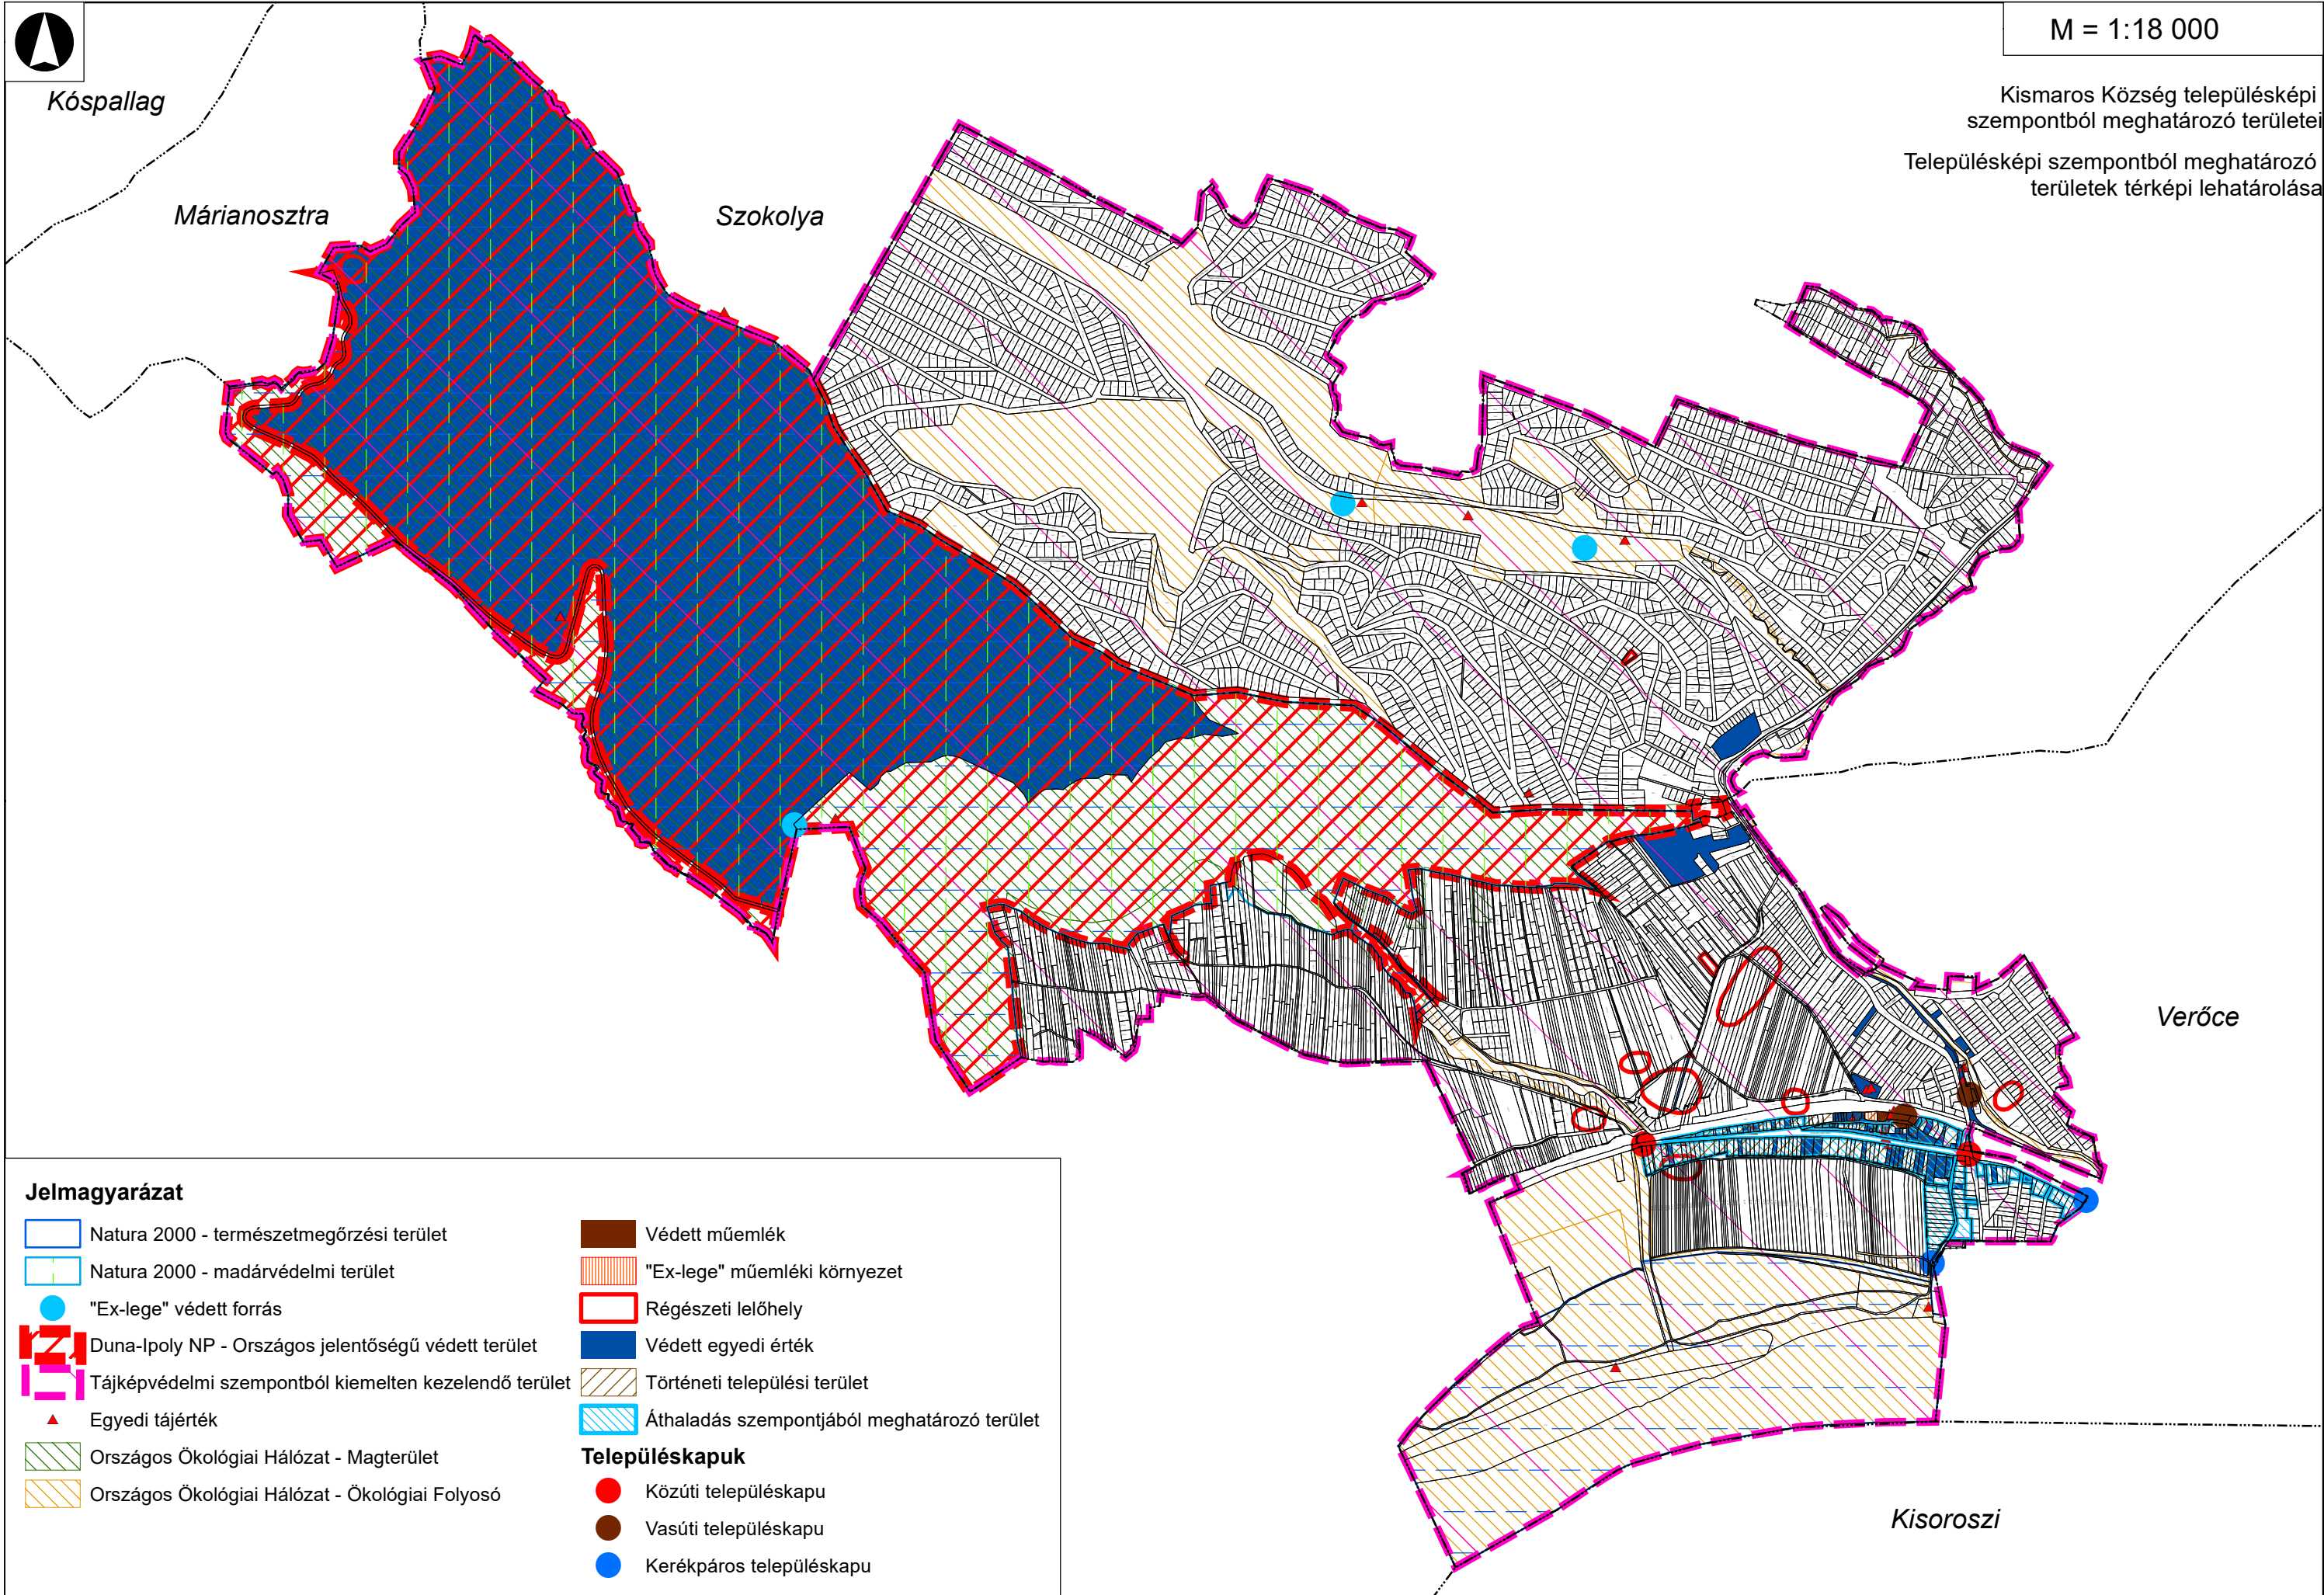 M = 1:18 000
Kismaros Község településképi
szempontból meghatározó területei
Településképi szempontból meghatározó
területek térképi lehatárolása
Kóspallag
Márianosztra
Szokolya
Verőce
Kisoroszi
Jelmagyarázat
Natura 2000 - természetmegőrzési terület
Natura 2000 - madárvédelmi terület
"Ex-lege" védett forrás
Duna-Ipoly NP - Országos jelentőségű védett terület
Tájképvédelmi szempontból kiemelten kezelendő terület
Egyedi tájérték
Országos Ökológiai Hálózat - Magterület
Országos Ökológiai Hálózat - Ökológiai Folyosó
Védett műemlék
"Ex-lege" műemléki környezet
Régészeti lelőhely
Védett egyedi érték
Történeti települési terület
Áthaladás szempontjából meghatározó terület
Településkapuk
Közúti településkapu
Vasúti településkapu
Kerékpáros településkapu